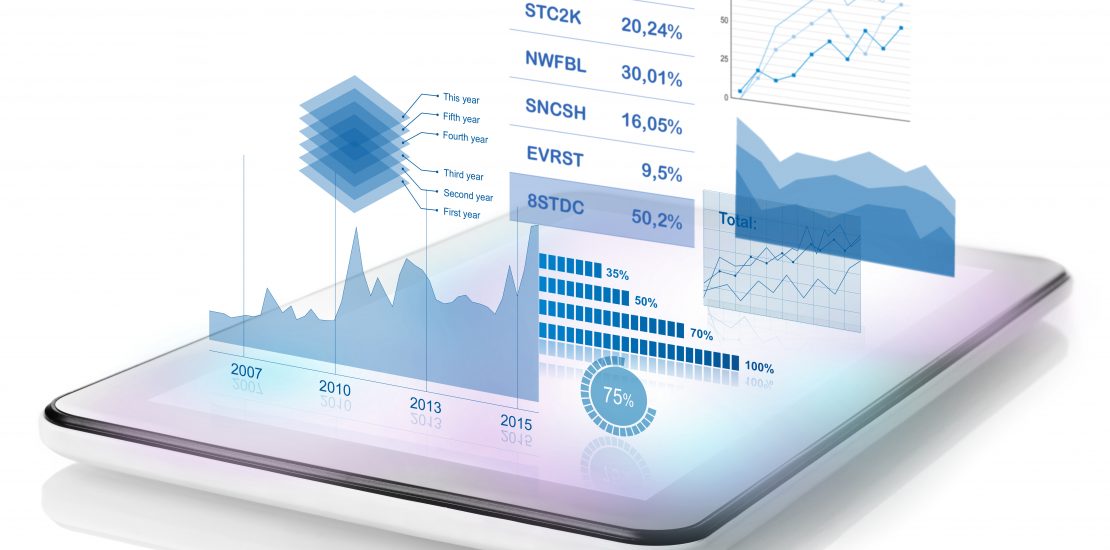 STC2K 20,24%
NWFBL 30,01%
SNCSH 16,05%
EVRST 9,5%
8STDC 50,2%
50
25
0
This year
Fifth year
Fourth year
Third year
Second year
First year
Total:
35%
50%
70%
100%
75%
2007
2010
2013
2015